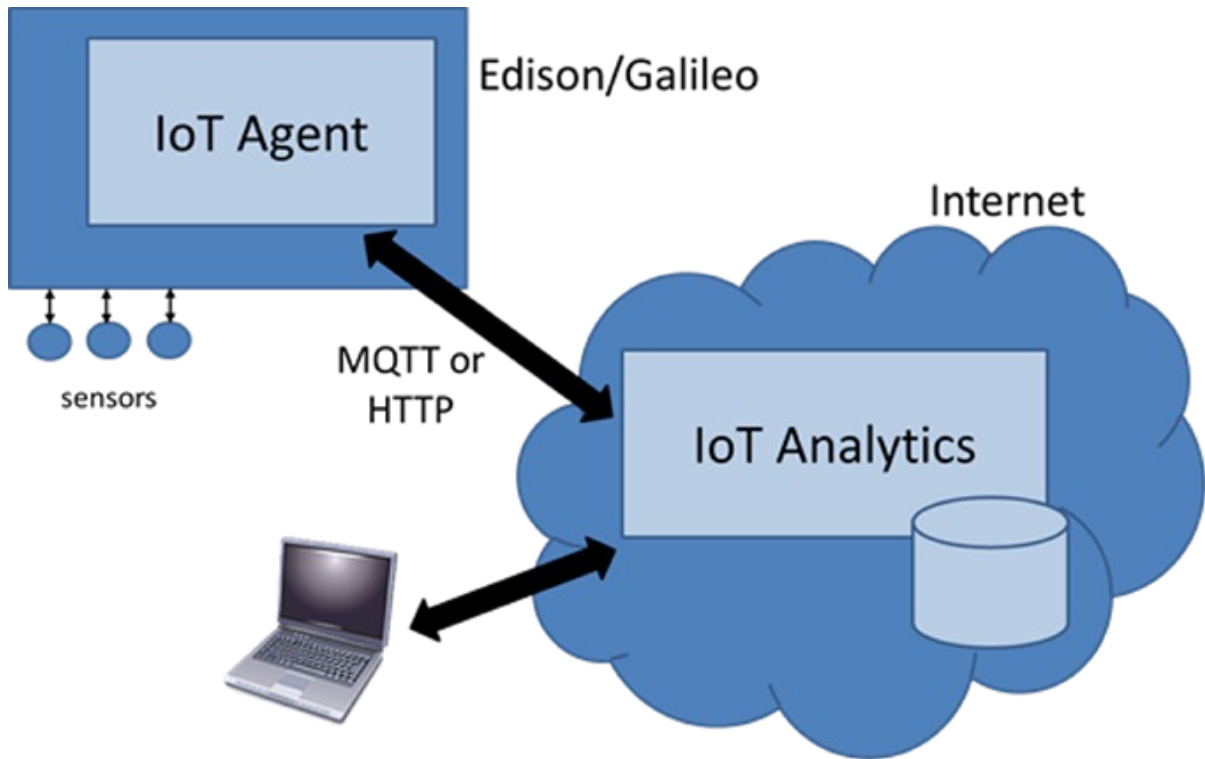 Edison/Galileo
IoT Agent
Internet
MQTT or
HTTP
sensors
IoT Analytics